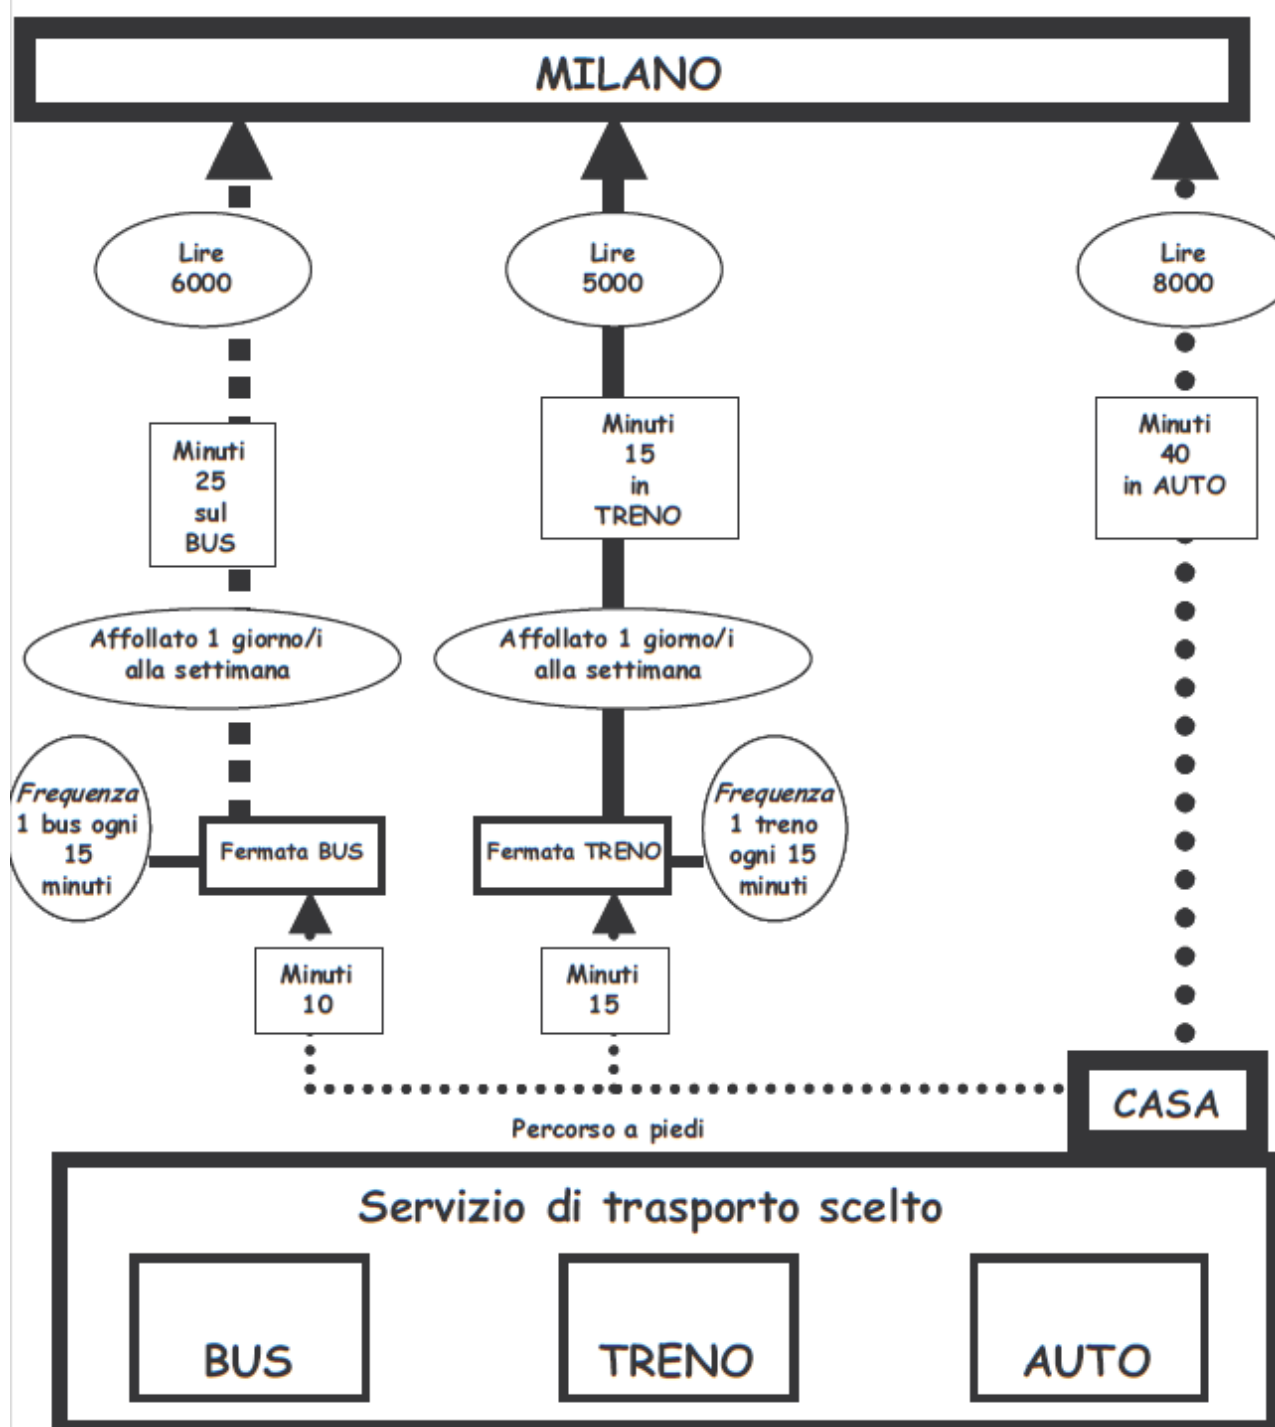 MILANO
Lire
6000
Lire
5000
Lire
8000
Minuti
25
sul
BUS
Minuti
15
in
TRENO
Minuti
40
in AUTO
Affollato 1 giorno/i
alla settimana
Affollato 1 giorno/i
alla settimana
Frequenza
1 bus ogni
15
minuti
Fermata BUS
Fermata TRENO
Frequenza
1 treno
ogni 15
minuti
Minuti
10
Minuti
15
CASA
Percorso a piedi
Servizio di trasporto scelto
BUS
TRENO
AUTO